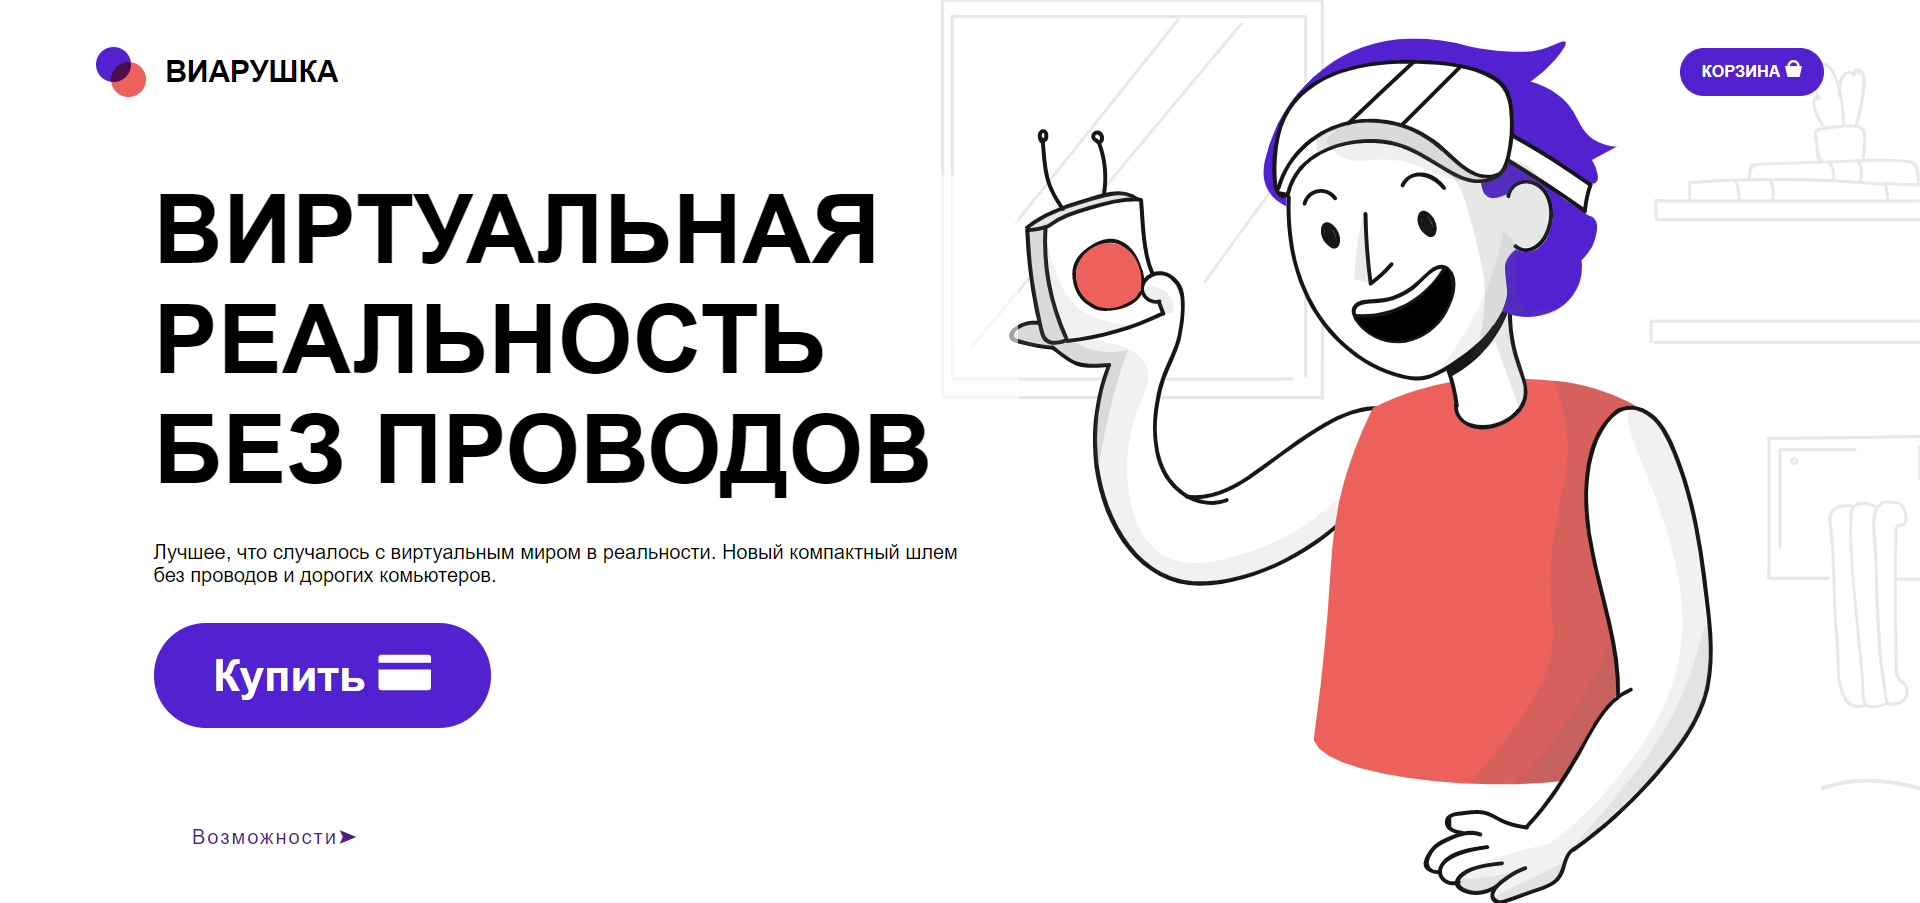 ВИАРУШКА
КОРЗИНА
ВИРТУАЛЬНАЯ
РЕАЛЬНОСТЬ
БЕЗ ПРОВОДОВ
Лучшее, что случалось с виртуальным миром в реальности. Новый компактный шлем
без проводов и дорогих комьютеров.
Купить
Возможности➤